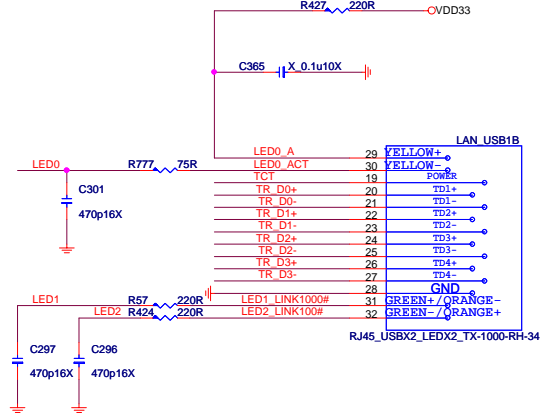 R427 220R VDD33
C365 X_0.1u10X
LAN_USB1B
LED0_A 29 YELLOW+
LED0 R777 75R LED0_ACT 30 YELLOW-
TCT 19 POWER
C301 TR_D0+ 20 TD1+
TR_D0- 21 TD1-
470p16X TR_D1+ 22 TD2+
TR_D1- 23 TD2-
TR_D2+ 24 TD3+
TR_D2- 25 TD3-
TR_D3+ 26 TD4+
TR_D3- 27 TD4-
28 GND
LED1 R57 220R LED1_LINK1000# 31 GREEN+/ORANGE-
LED2 R424 220R LED2_LINK100# 32 GREEN-/ORANGE+
RJ45_USBX2_LEDX2_TX-1000-RH-34
C297 C296
470p16X 470p16X